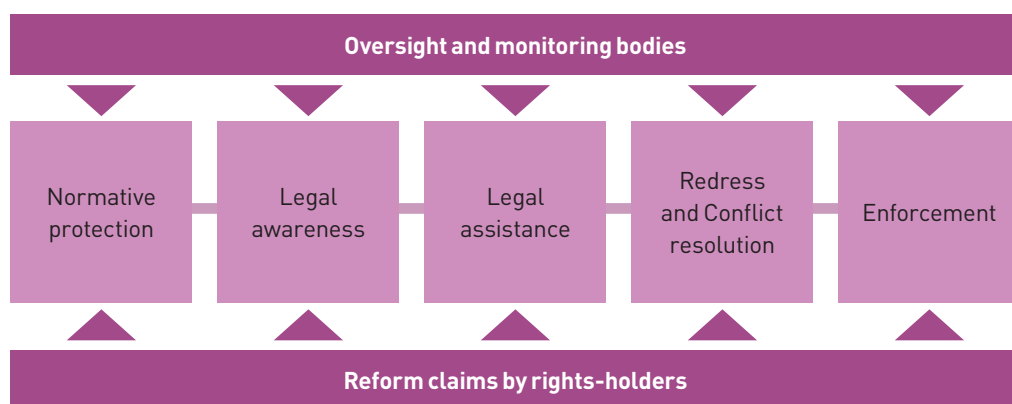 Oversight and monitoring bodies
Normative
protection
Legal
awareness
Legal
assistance
Redress
and Conflict
resolution
Enforcement
Reform claims by rights-holders